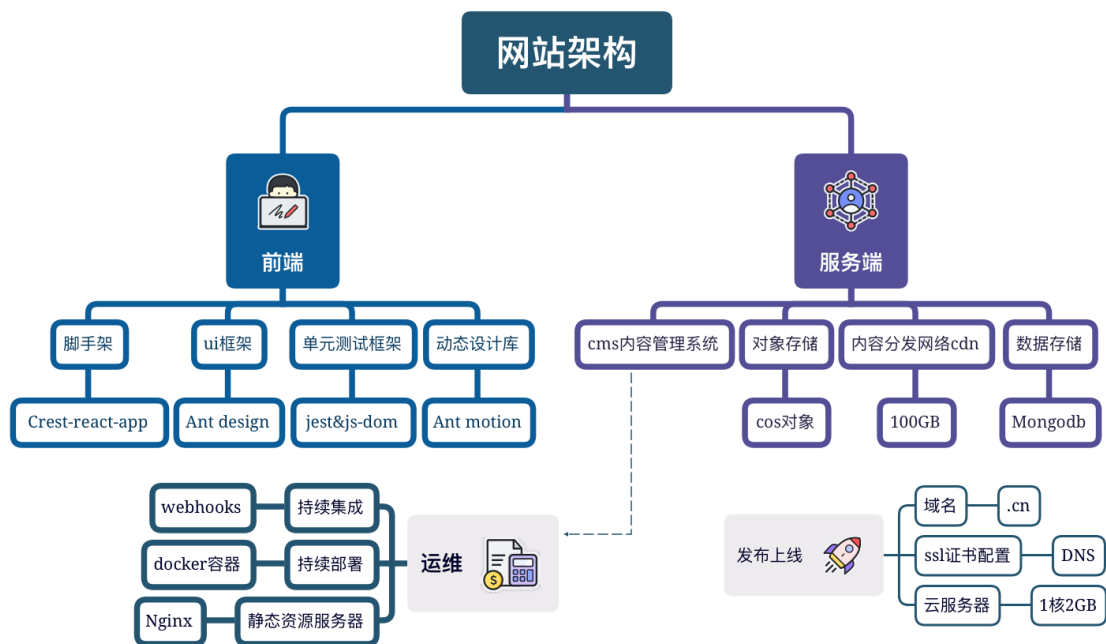 网站架构
前端
服务端
脚手架
ui框架
单元测试框架
动态设计库
cms内容管理系统
对象存储
内容分发网络cdn
数据存储
Crest-react-app
Ant design
jest&js-dom
Ant motion
cos对象
100GB
Mongodb
webhooks
持续集成
docker容器
持续部署
Nginx
静态资源服务器
运维
发布上线
域名
.cn
ssl证书配置
DNS
云服务器
1核2GB